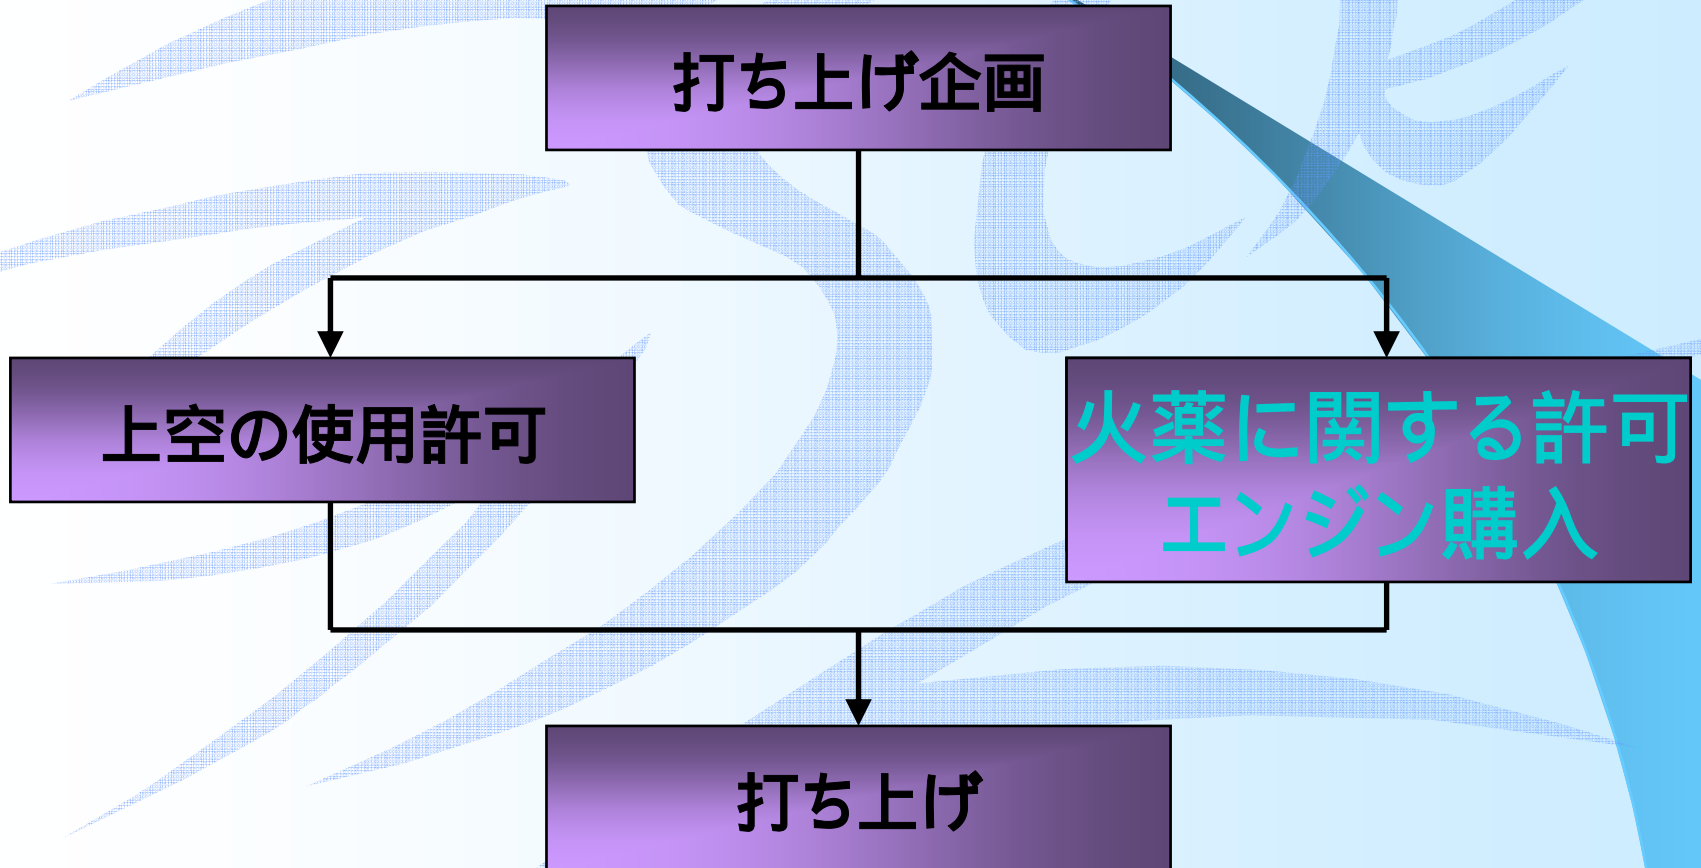 打ち上げ企画
上空の使用許可
火薬に関する許可
エンジン購入
打ち上げ